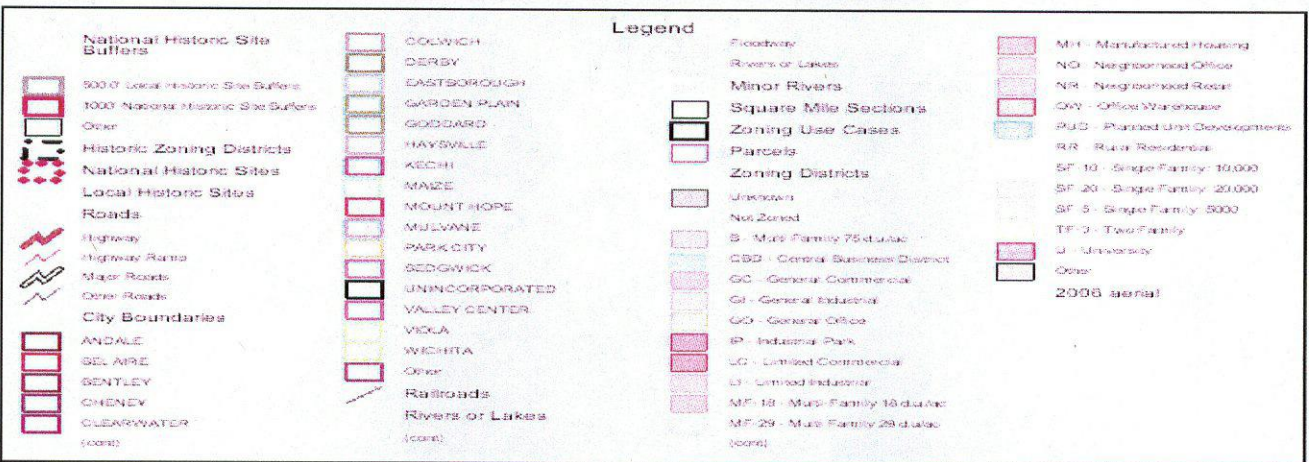 Legend
National Historic Site
Buffers
500.0 Local Historic Site Buffers
1000 National Historic Site Buffers
Other
Historic Zoning Districts
National Historic Sites
Local Historic Sites
Roads
Highway
Highway Ramp
Major Roads
Other Roads
City Boundaries
ANDALE
BEL AIRE
BENTLEY
CHENEY
CLEARWATER
(cont)
COLWICH
DERBY
EASTBOROUGH
GARDEN PLAIN
GODDARD
HAYSVILLE
KECHI
MAIZE
MOUNT HOPE
MULVANE
PARK CITY
SEDGWICK
UNINCORPORATED
VALLEY CENTER
VIOLA
WICHITA
Other
Railroads
Rivers or Lakes
(cont)
Floodway
Rivers or Lakes
Minor Rivers
Square Mile Sections
Zoning Use Cases
Parcels
Zoning Districts
Unknown
Not Zoned
B - Multi Family 75 d.u/ac
CBD - Central Business District
GC - General Commercial
GI - General Industrial
GO - General Office
IP - Industrial Park
LC - Limited Commercial
LI - Limited Industrial
MF-18 - Multi-Family 18 d.u/ac
MF-29 - Multi Family 29 d.u/ac
(cont)
MH - Manufactured Housing
NO - Neighborhood Office
NR - Neighborhood Retail
OW - Office Warehouse
PUD - Planned Unit Developments
RR - Rural Residential
SF-10 - Single Family: 10,000
SF-20 - Single Family: 20,000
SF-5 - Single Family: 5000
TF-3 - Two Family
U - University
Other
2006 aerial